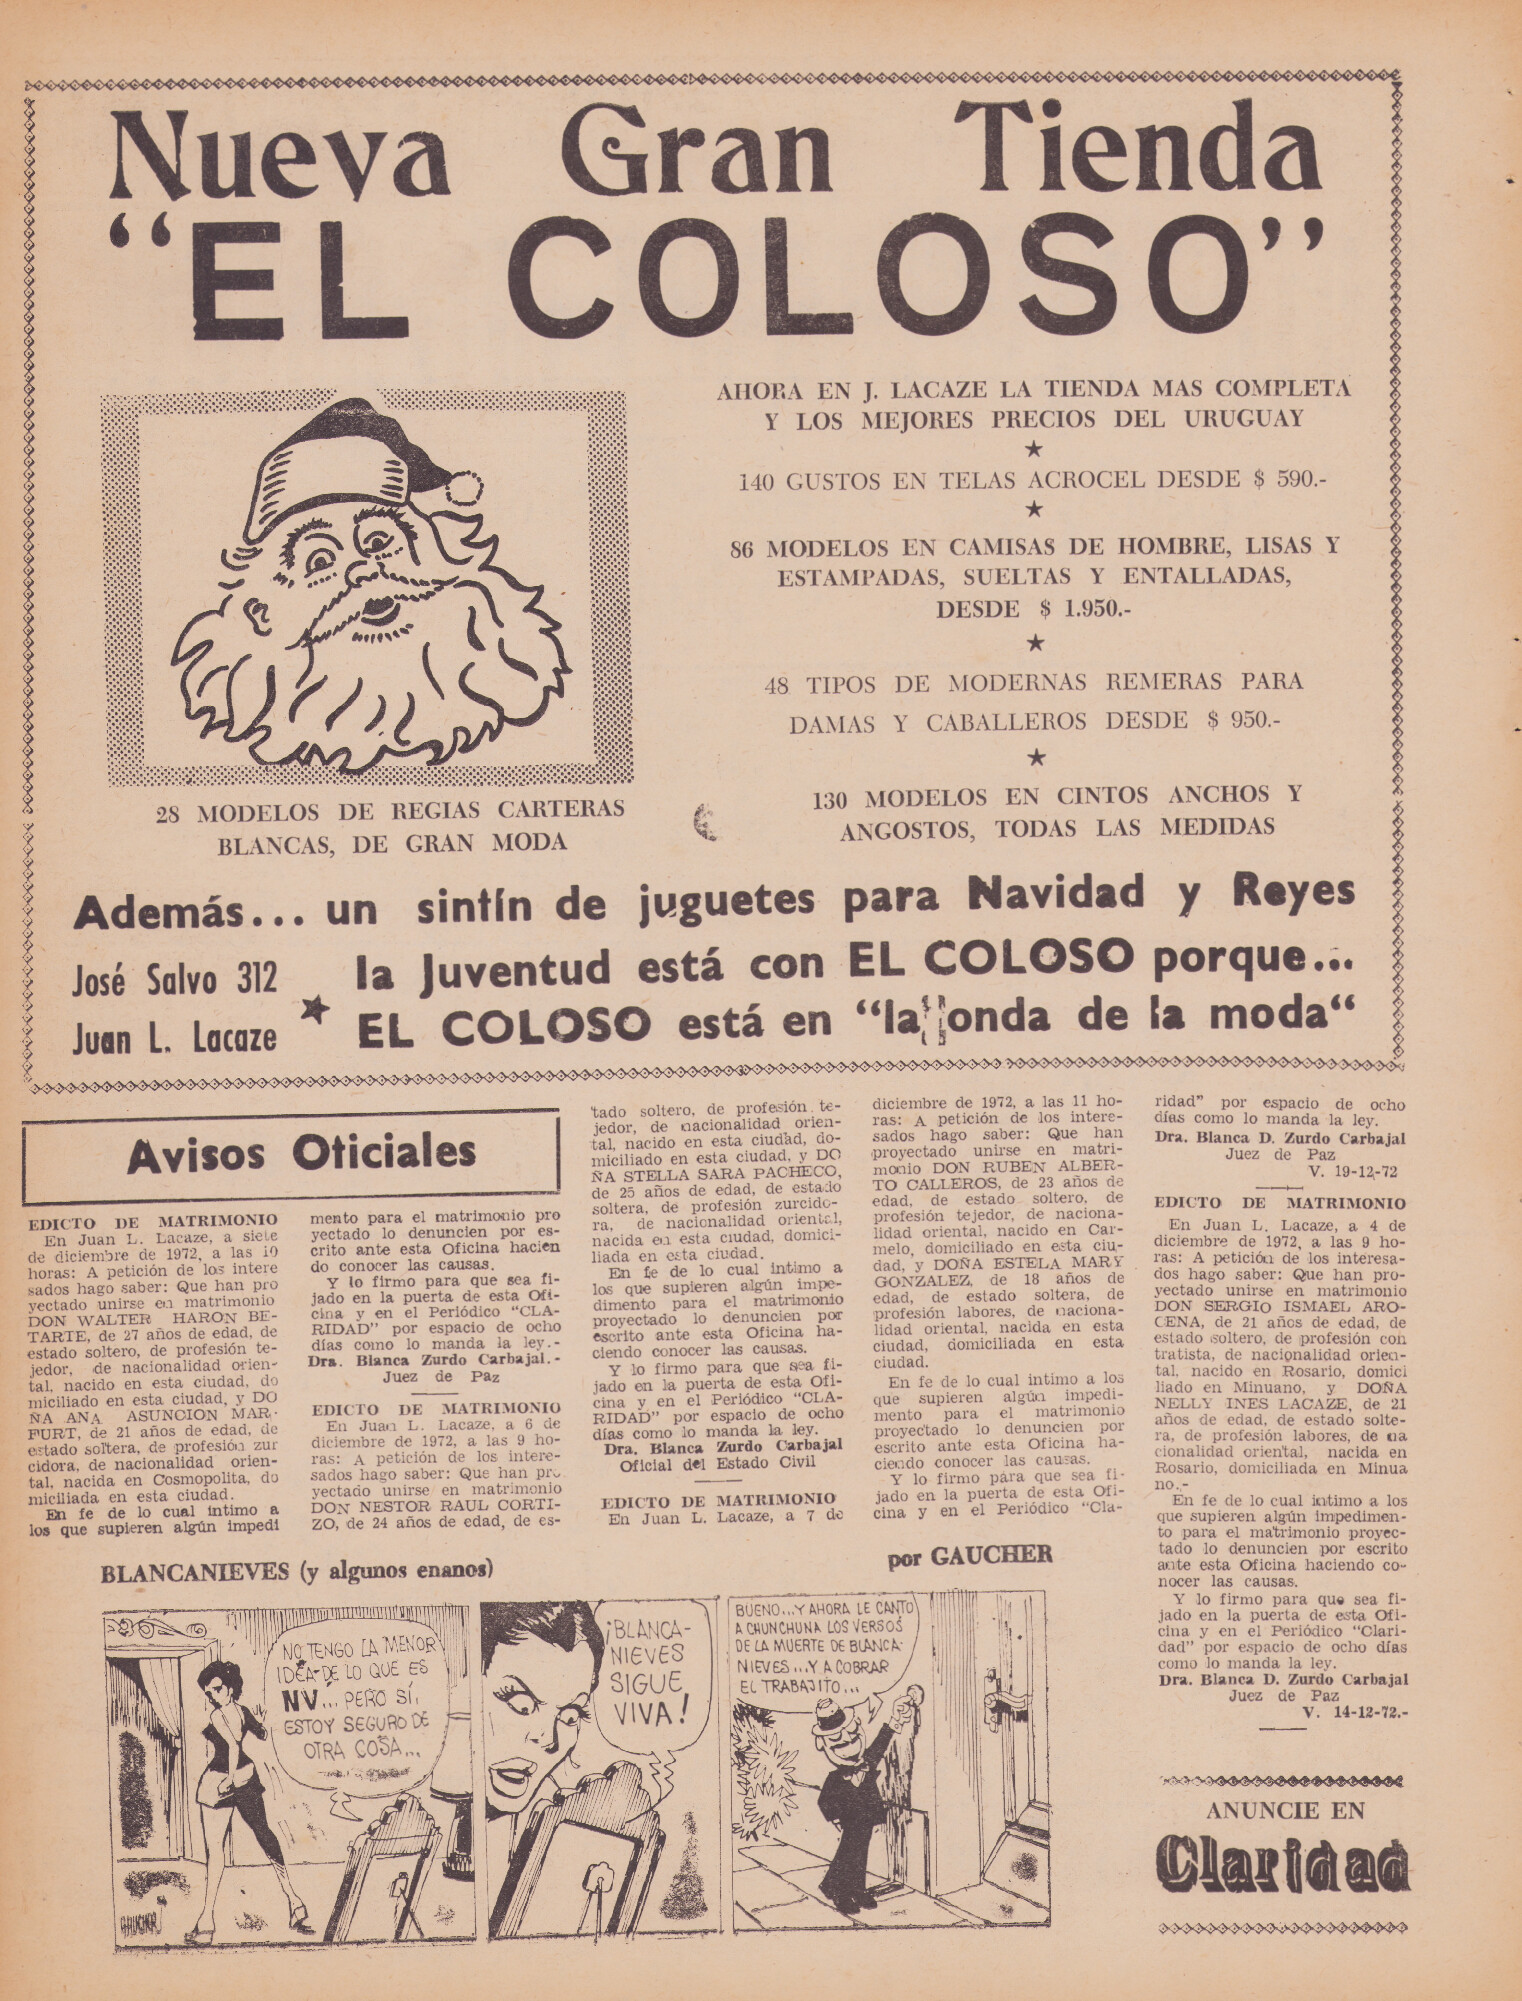 Nueva Gran Tienda
"EL COLOSO"
AHORA EN J. LACAZE LA TIENDA MAS COMPLETA
Y LOS MEJORES PRECIOS DEL URUGUAY
140 GUSTOS EN TELAS ACROCEL DESDE $ 590.-
86 MODELOS EN CAMISAS DE HOMBRE, LISAS Y
ESTAMPADAS, SUELTAS Y ENTALLADAS,
DESDE $ 1.950.-
48 TIPOS DE MODERNAS REMERAS PARA
DAMAS Y CABALLEROS DESDE $ 950.-
130 MODELOS EN CINTOS ANCHOS Y
ANGOSTOS, TODAS LAS MEDIDAS
28 MODELOS DE REGIAS CARTERAS
BLANCAS, DE GRAN MODA
Además... un sintín de juguetes para Navidad y Reyes
la Juventud está con EL COLOSO porque...
EL COLOSO está en "la onda de la moda"
José Salvo 312
Juan L. Lacaze
Avisos Oficiales
EDICTO DE MATRIMONIO
En Juan L. Lacaze, a siete
de diciembre de 1972, a las 10
horas: A petición de los intere
sados hago saber: Que han pro
yectado unirse en matrimonio
DON WALTER HARON BE-
TARTE, de 27 años de edad, de
estado soltero, de profesión te-
jedor, de nacionalidad orien-
tal, nacido en esta ciudad, do
miciliado en esta ciudad, y DO
ÑA ANA ASUNCION MAR-
FURT, de 21 años de edad, de
estado soltera, de profesión zur
cidora, de nacionalidad orien-
tal, nacida en Cosmopolita, do
miciliada en esta ciudad.
En fe de lo cual intimo a
los que supieren algún impedi
mento para el matrimonio pro
yectado lo denuncien por es-
crito ante esta Oficina hacien
do conocer las causas.
Y lo firmo para que sea fi-
jado en la puerta de esta Ofi-
cina y en el Periódico "CLA-
RIDAD" por espacio de ocho
días como lo manda la ley.-
Dra. Blanca Zurdo Carbajal.-
Juez de Paz
EDICTO DE MATRIMONIO
En Juan L. Lacaze, a 6 de
diciembre de 1972, a las 9 ho-
ras: A petición de los intere-
sados hago saber: Que han pro
yectado unirse en matrimonio
DON NESTOR RAUL CORTI-
ZO, de 24 años de edad, de es-
tado soltero, de profesión te-
jedor, de nacionalidad orien-
tal, nacido en esta ciudad, do-
miciliado en esta ciudad, y DO
ÑA STELLA SARA PACHECO,
de 25 años de edad, de estado
soltera, de profesión zurcido-
ra, de nacionalidad oriental,
nacida en esta ciudad, domici-
liada en esta ciudad.
En fe de lo cual intimo a
los que supieren algún impe-
dimento para el matrimonio
proyectado lo denuncien por
escrito ante esta Oficina ha-
ciendo conocer las causas.
Y lo firmo para que sea fi-
jado en la puerta de esta Ofi-
cina y en el Periódico "CLA-
RIDAD" por espacio de ocho
días como lo manda la ley.
Dra. Blanca Zurdo Carbajal
Oficial del Estado Civil
EDICTO DE MATRIMONIO
En Juan L. Lacaze, a 7 de
diciembre de 1972, a las 11 ho-
ras: A petición de los intere-
sados hago saber: Que han
proyectado unirse en matri-
monio DON RUBEN ALBER-
TO CALLEROS, de 23 años de
edad, de estado soltero, de
profesión tejedor, de naciona-
lidad oriental, nacido en Car-
melo, domiciliado en esta ciu-
dad, y DOÑA ESTELA MARY
GONZALEZ, de 18 años de
edad, de estado soltera, de
profesión labores, de naciona-
lidad oriental, nacida en esta
ciudad, domiciliada en esta
ciudad.
En fe de lo cual intimo a los
que supieren algún impedi-
mento para el matrimonio
proyectado lo denuncien por
escrito ante esta Oficina ha-
ciendo conocer las causas.
Y lo firmo para que sea fi-
jado en la puerta de esta Ofi-
cina y en el Periódico "Cla-
ridad" por espacio de ocho
días como lo manda la ley.
Dra. Blanca D. Zurdo Carbajal
Juez de Paz
V. 19-12-72
EDICTO DE MATRIMONIO
En Juan L. Lacaze, a 4 de
diciembre de 1972, a las 9 ho-
ras: A petición de los interesa-
dos hago saber: Que han pro-
yectado unirse en matrimonio
DON SERGIO ISMAEL ARO-
CENA, de 21 años de edad, de
estado soltero, de profesión con
tratista, de nacionalidad orien-
tal, nacido en Rosario, domici
liado en Minuano, y DOÑA
NELLY INES LACAZE, de 21
años de edad, de estado solte-
ra, de profesión labores, de na
cionalidad oriental, nacida en
Rosario, domiciliada en Minua
no.-
En fe de lo cual intimo a los
que supieren algún impedimen-
to para el matrimonio proyec-
tado lo denuncien por escrito
ante esta Oficina haciendo co-
nocer las causas.
Y lo firmo para que sea fi-
jado en la puerta de esta Ofi-
cina y en el Periódico "Clari-
dad" por espacio de ocho días
como lo manda la ley.
Dra. Blanca D. Zurdo Carbajal
Juez de Paz
V. 14-12-72.-
BLANCANIEVES (y algunos enanos)
por GAUCHER
NO TENGO LA MENOR
IDEA DE LO QUE ES
NV... PERO SÍ,
ESTOY SEGURO DE
OTRA COSA...
GAUCHER
¡BLANCA-
NIEVES
SIGUE
VIVA!
BUENO...Y AHORA LE CANTO
A CHUNCHUNA LOS VERSOS
DE LA MUERTE DE BLANCA-
NIEVES...Y A COBRAR
EL TRABAJITO...
ANUNCIE EN
Claridad